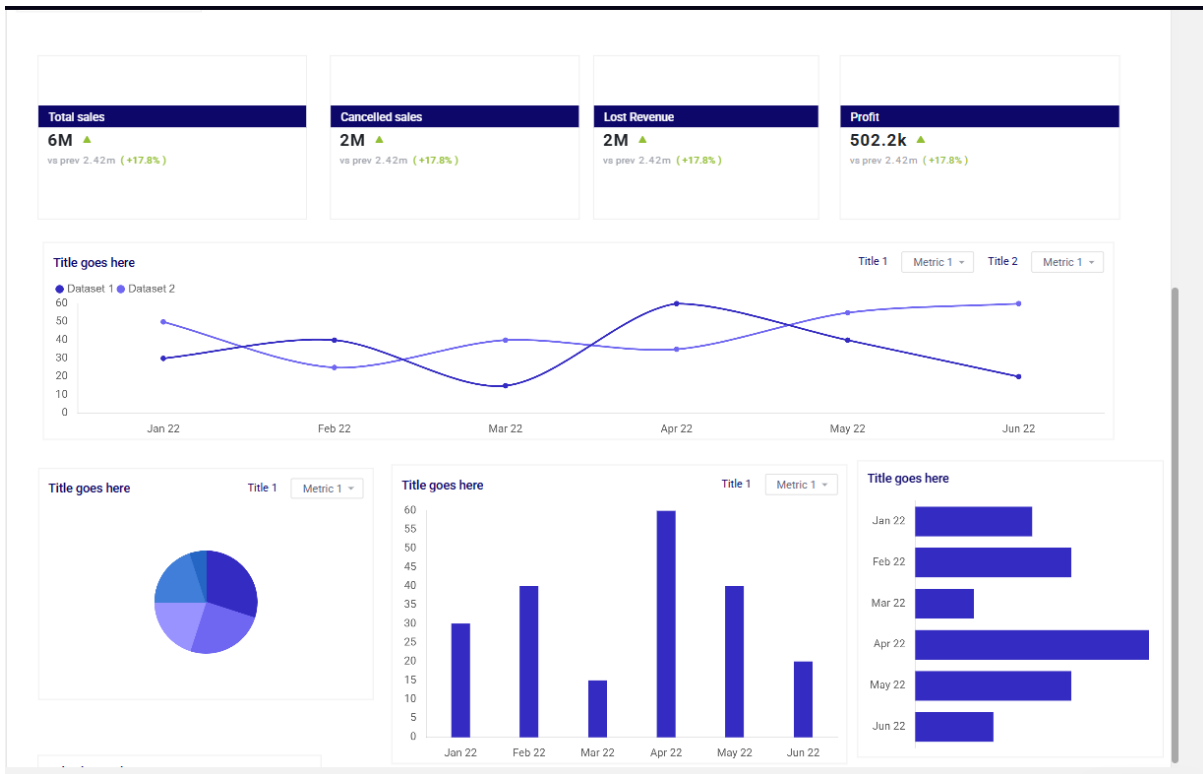 Total sales
6M
vs prev 2.42m (+17.8%)
Cancelled sales
2M
vs prev 2.42m (+17.8%)
Lost Revenue
2M
vs prev 2.42m (+17.8%)
Profit
502.2k
vs prev 2.42m (+17.8%)
Title goes here
Title 1 Metric 1 Title 2 Metric 1
Dataset 1 Dataset 2
60
50
40
30
20
10
0
Jan 22 Feb 22 Mar 22 Apr 22 May 22 Jun 22
Title goes here
Title 1 Metric 1
Title goes here
Title 1 Metric 1
60
55
50
45
40
35
30
25
20
15
10
5
0
Jan 22 Feb 22 Mar 22 Apr 22 May 22 Jun 22
Title goes here
Jan 22
Feb 22
Mar 22
Apr 22
May 22
Jun 22